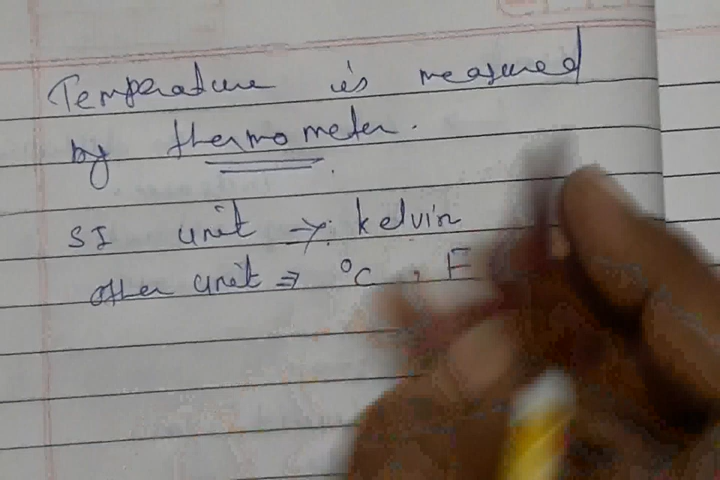 Temperature is measured
by thermometer.
SI unit → kelvin
other unit ⇒ °C , F